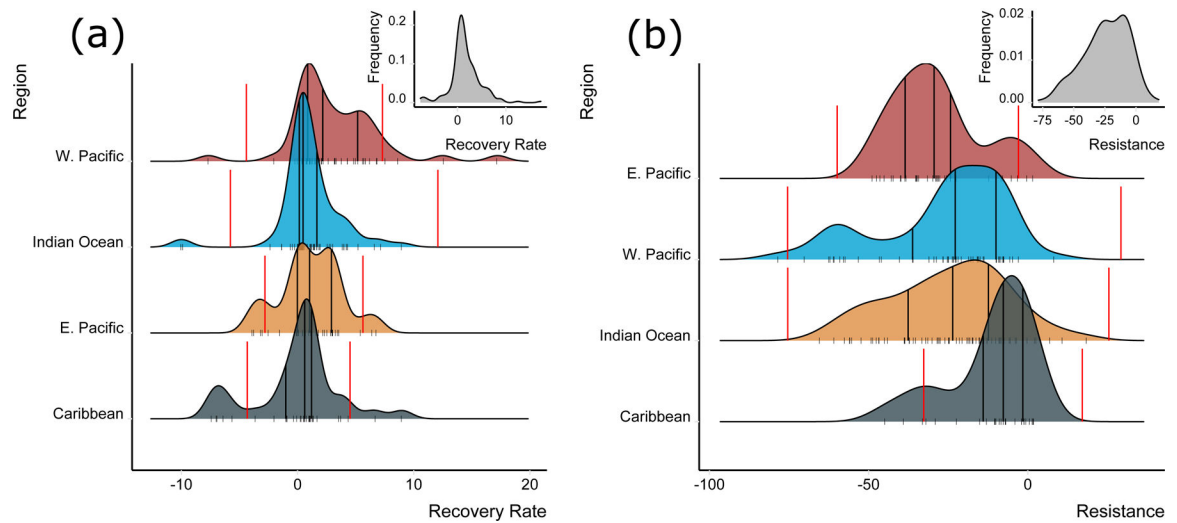 (a)
Region
W. Pacific
Indian Ocean
E. Pacific
Caribbean
-10
0
10
20
Recovery Rate
Frequency
0.2
0.1
0.0
0
10
Recovery Rate
(b)
Region
E. Pacific
W. Pacific
Indian Ocean
Caribbean
-100
-50
0
Resistance
Frequency
0.02
0.01
0.00
-75
-50
-25
0
Resistance